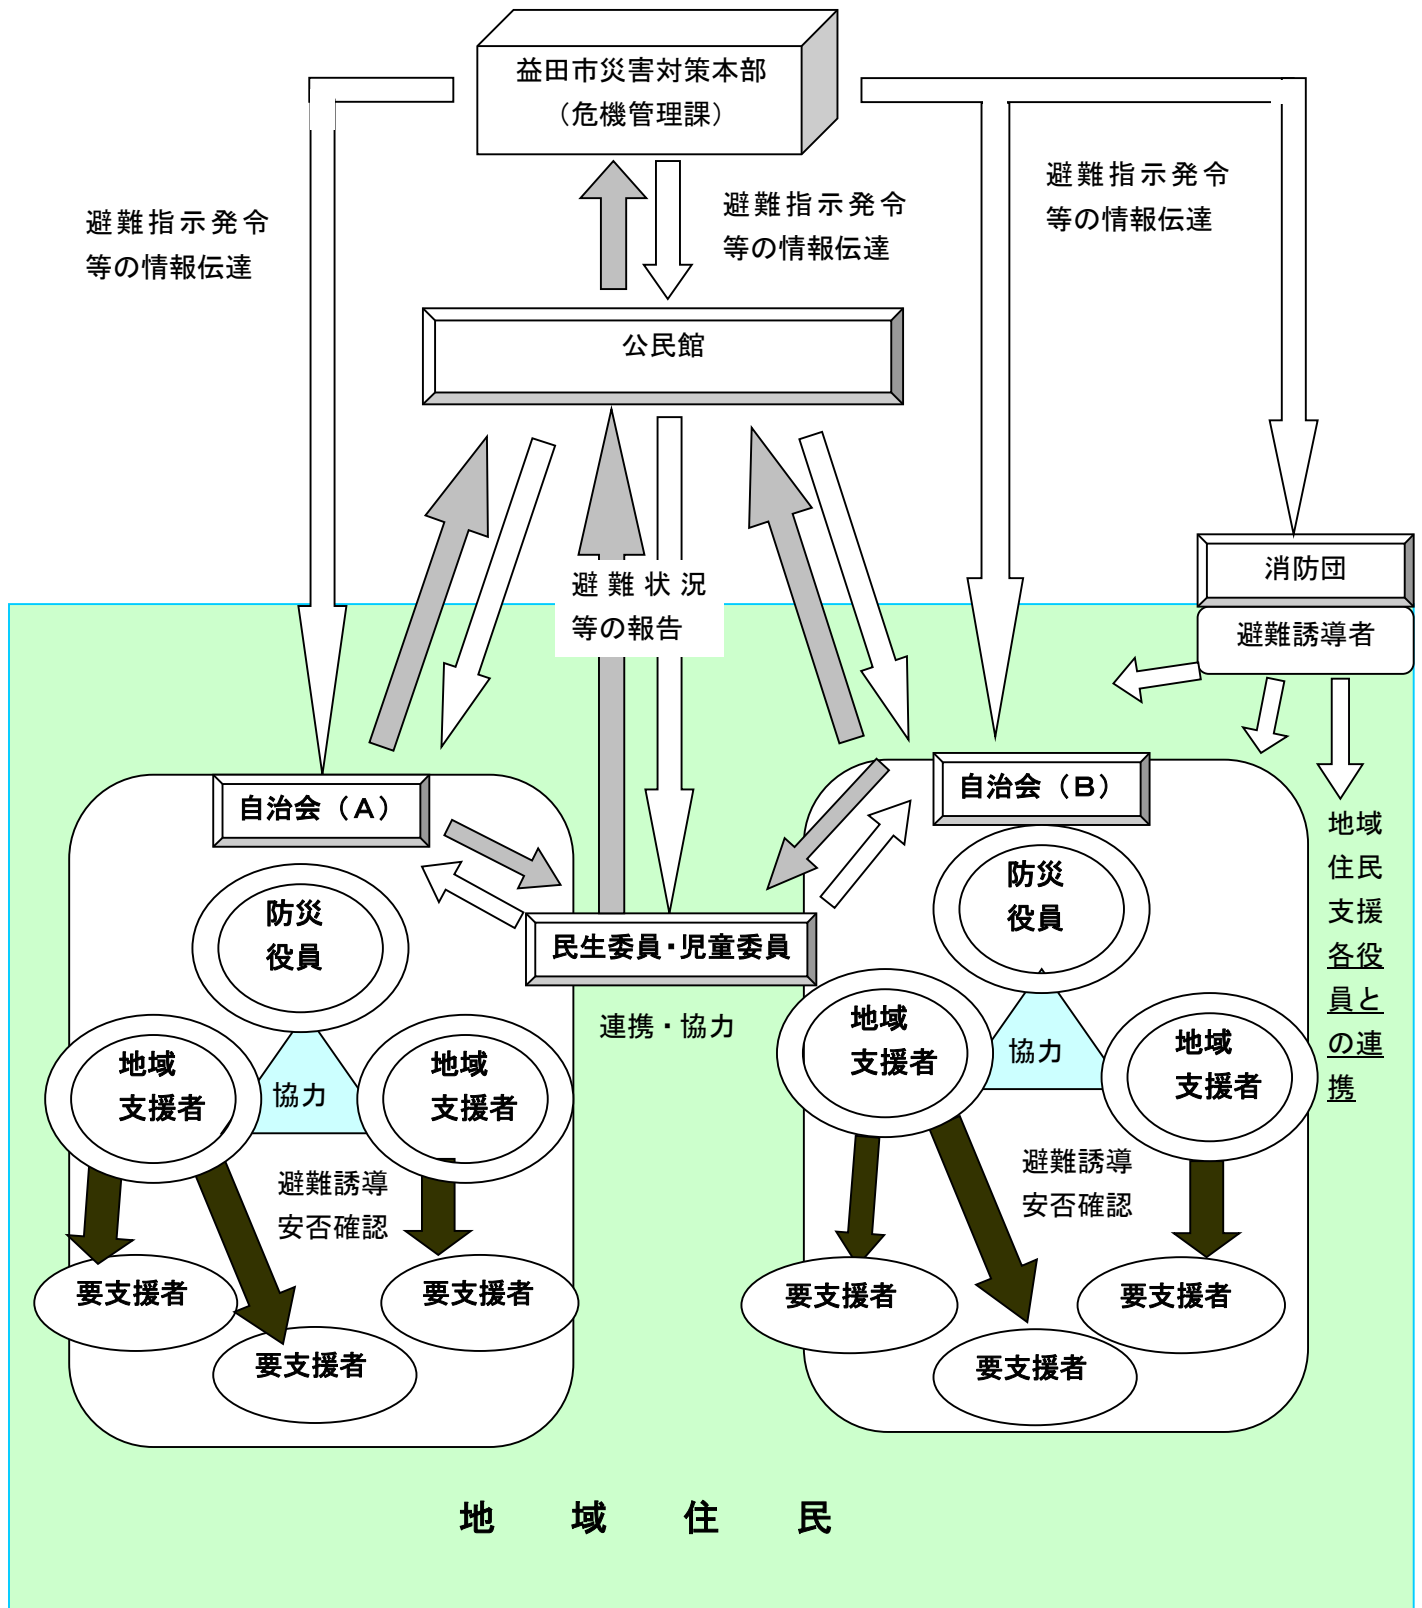 益田市災害対策本部
（危機管理課）
避難指示発令
等の情報伝達
避難指示発令
等の情報伝達
避難指示発令
等の情報伝達
公民館
避難状況
等の報告
消防団
避難誘導者
自治会（Ａ）
自治会（Ｂ）
地域
住民
支援
各役
員と
の連
携
防災
役員
防災
役員
民生委員・児童委員
連携・協力
地域
支援者
協力
地域
支援者
地域
支援者
協力
地域
支援者
避難誘導
安否確認
避難誘導
安否確認
要支援者
要支援者
要支援者
要支援者
要支援者
要支援者
地域住民